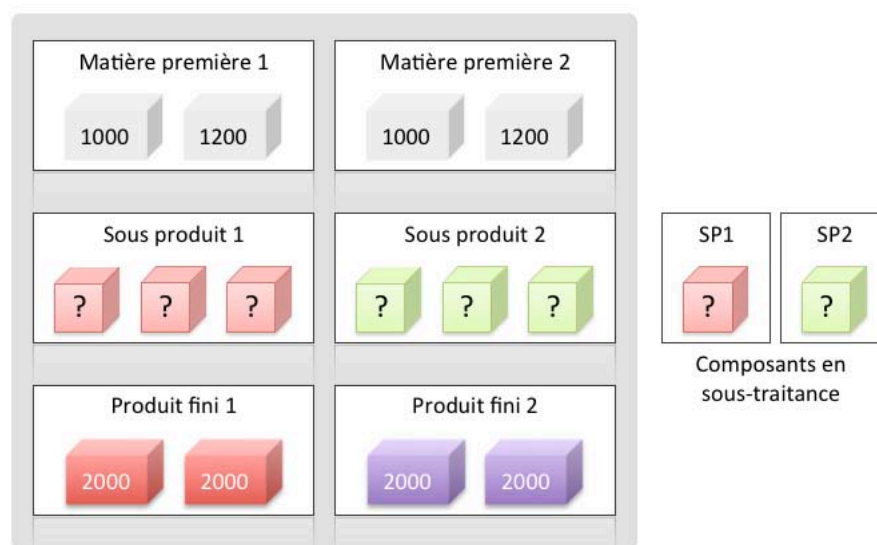 Matière première 1
1000 1200
Matière première 2
1000 1200
Sous produit 1
? ? ?
Sous produit 2
? ? ?
SP1
?
SP2
?
Composants en
sous-traitance
Produit fini 1
2000 2000
Produit fini 2
2000 2000